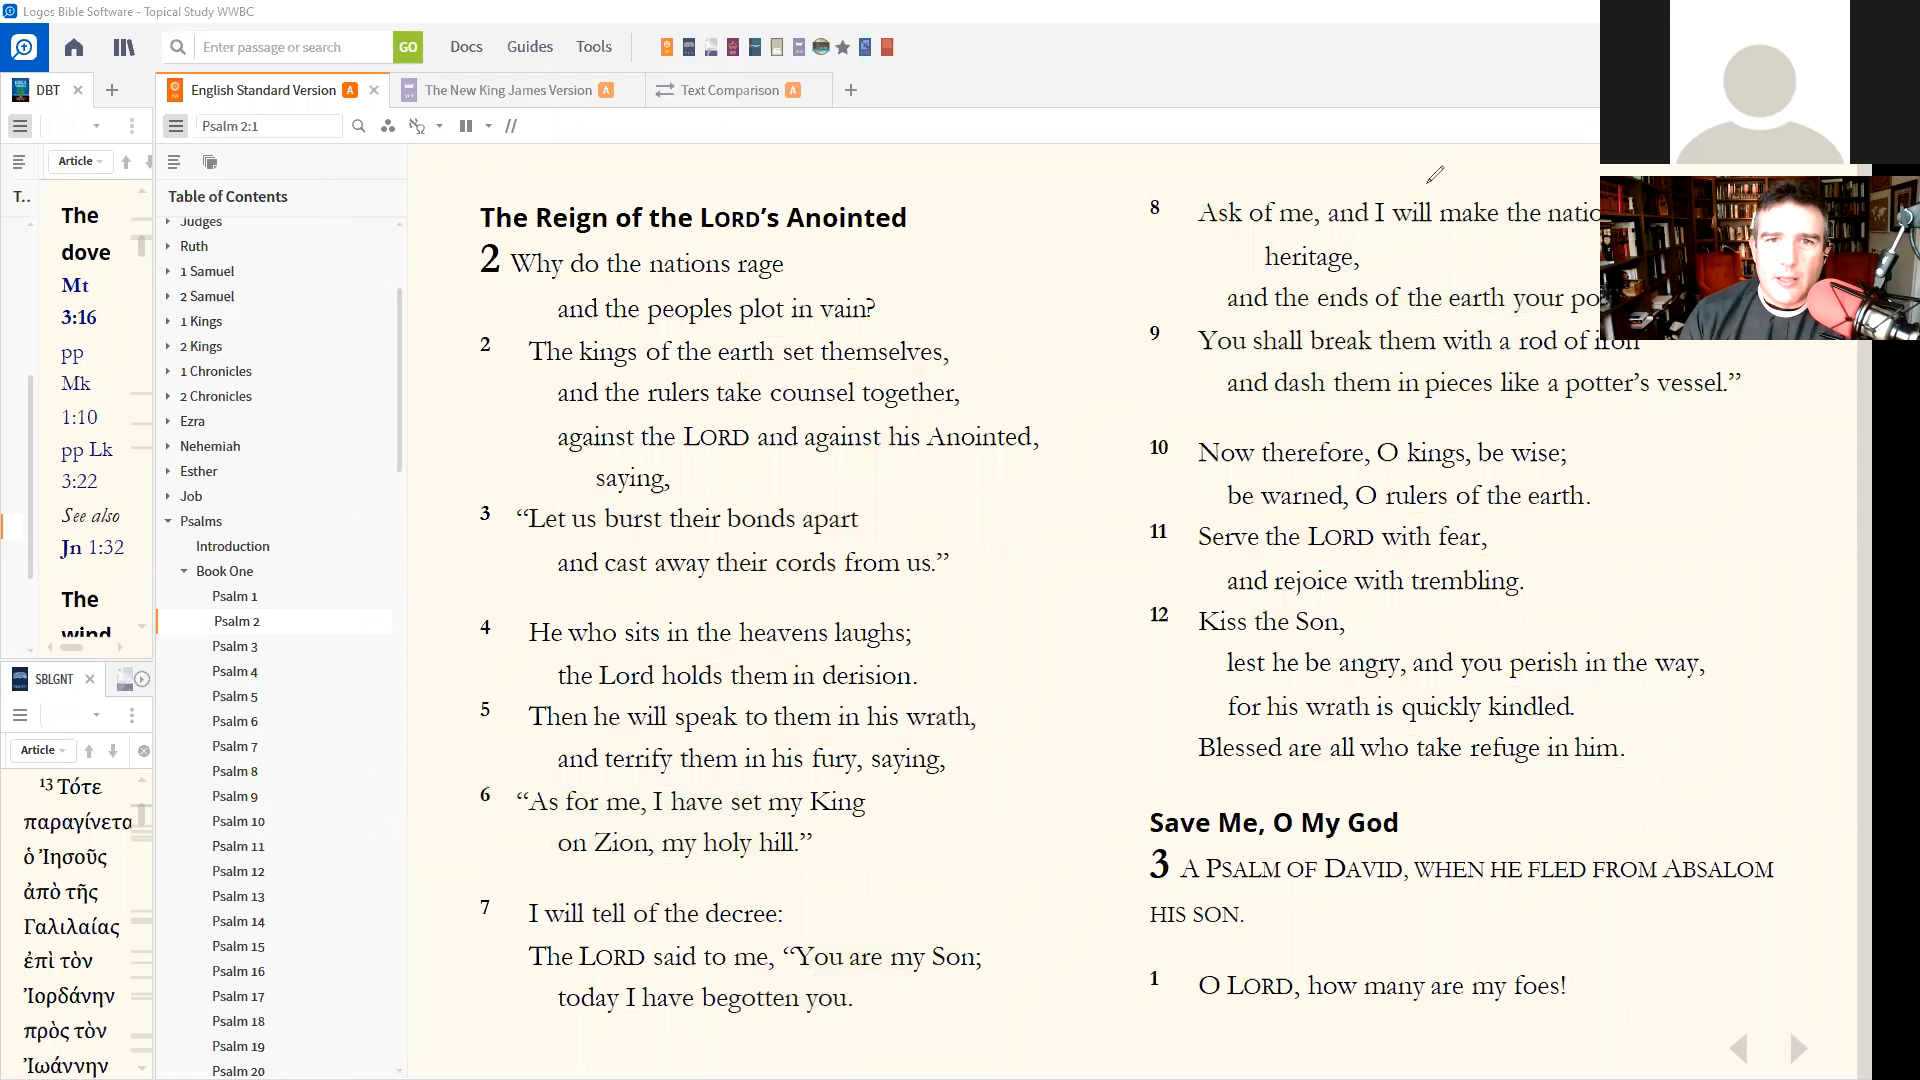 Logos Bible Software - Topical Study WWBC
Enter passage or search
GO
Docs
Guides
Tools
DBT
English Standard Version A
The New King James Version A
Text Comparison A
Psalm 2:1
Article
T..
The
dove
Mt
3:16
pp
Mk
1:10
pp Lk
3:22
See also
Jn 1:32
The
wind
SBLGNT
Article
13 Τότε
παραγίνετα
ὁ Ἰησοῦς
ἀπὸ τῆς
Γαλιλαίας
ἐπὶ τὸν
Ἰορδάνην
πρὸς τὸν
Ἰωάννην
Table of Contents
Judges
Ruth
1 Samuel
2 Samuel
1 Kings
2 Kings
1 Chronicles
2 Chronicles
Ezra
Nehemiah
Esther
Job
Psalms
Introduction
Book One
Psalm 1
Psalm 2
Psalm 3
Psalm 4
Psalm 5
Psalm 6
Psalm 7
Psalm 8
Psalm 9
Psalm 10
Psalm 11
Psalm 12
Psalm 13
Psalm 14
Psalm 15
Psalm 16
Psalm 17
Psalm 18
Psalm 19
Psalm 20
The Reign of the LORD’s Anointed
2 Why do the nations rage
and the peoples plot in vain?
2 The kings of the earth set themselves,
and the rulers take counsel together,
against the LORD and against his Anointed,
saying,
3 “Let us burst their bonds apart
and cast away their cords from us.”
4 He who sits in the heavens laughs;
the Lord holds them in derision.
5 Then he will speak to them in his wrath,
and terrify them in his fury, saying,
6 “As for me, I have set my King
on Zion, my holy hill.”
7 I will tell of the decree:
The LORD said to me, “You are my Son;
today I have begotten you.
8 Ask of me, and I will make the natio
heritage,
and the ends of the earth your po
9 You shall break them with a rod of iron
and dash them in pieces like a potter’s vessel.”
10 Now therefore, O kings, be wise;
be warned, O rulers of the earth.
11 Serve the LORD with fear,
and rejoice with trembling.
12 Kiss the Son,
lest he be angry, and you perish in the way,
for his wrath is quickly kindled.
Blessed are all who take refuge in him.
Save Me, O My God
3 A PSALM OF DAVID, WHEN HE FLED FROM ABSALOM
HIS SON.
1 O LORD, how many are my foes!